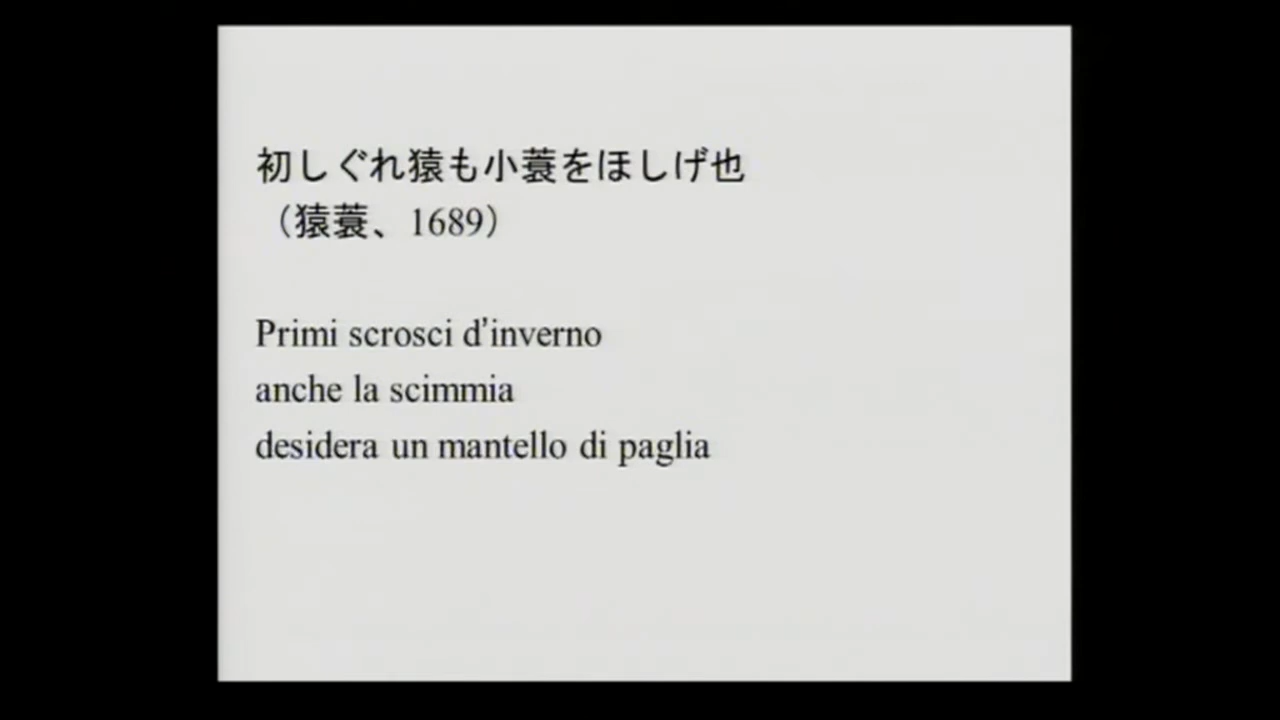 初しぐれ猿も小蓑をほしげ也
（猿蓑、1689）
Primi scrosci d’inverno
anche la scimmia
desidera un mantello di paglia